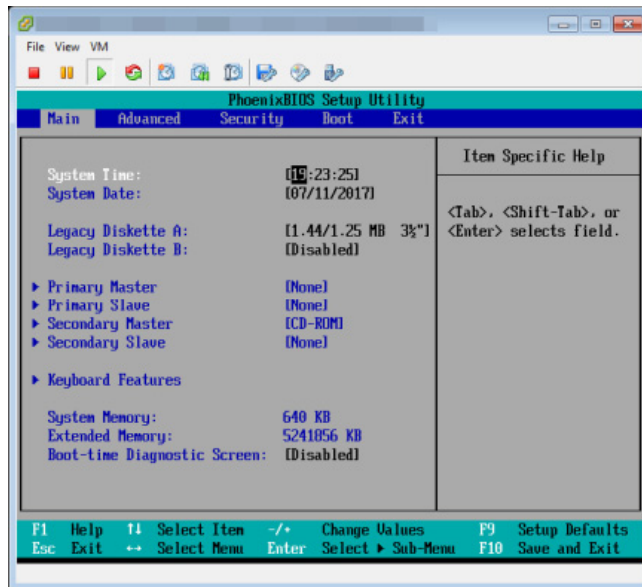 File View VM
PhoenixBIOS Setup Utility
Main Advanced Security Boot Exit
Item Specific Help
System Time: [19:23:25]
System Date: [07/11/2017]
<Tab>, <Shift-Tab>, or
<Enter> selects field.
Legacy Diskette A: [1.44/1.25 MB 3½"]
Legacy Diskette B: [Disabled]
Primary Master [None]
Primary Slave [None]
Secondary Master [CD-ROM]
Secondary Slave [None]
Keyboard Features
System Memory: 640 KB
Extended Memory: 5241856 KB
Boot-time Diagnostic Screen: [Disabled]
F1 Help ↑↓ Select Item -/+ Change Values F9 Setup Defaults
Esc Exit ↔ Select Menu Enter Select ▶ Sub-Menu F10 Save and Exit